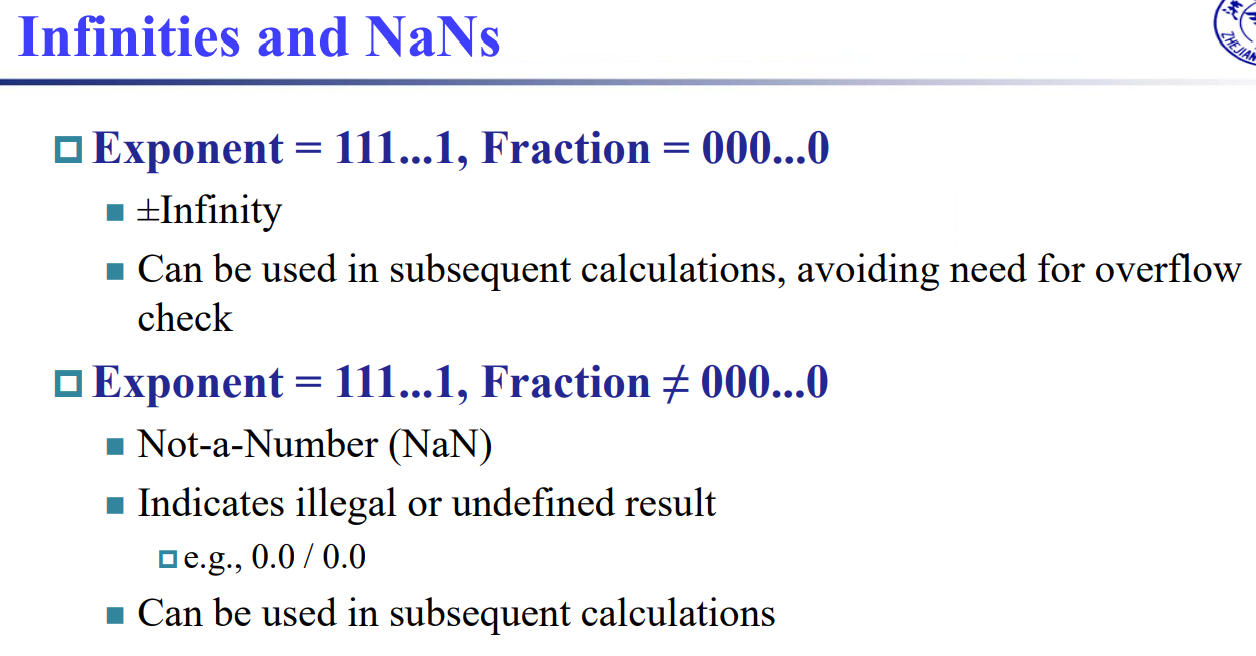 Infinities and NaNs
Exponent = 111...1, Fraction = 000...0
±Infinity
Can be used in subsequent calculations, avoiding need for overflow
check
Exponent = 111...1, Fraction ≠ 000...0
Not-a-Number (NaN)
Indicates illegal or undefined result
e.g., 0.0 / 0.0
Can be used in subsequent calculations